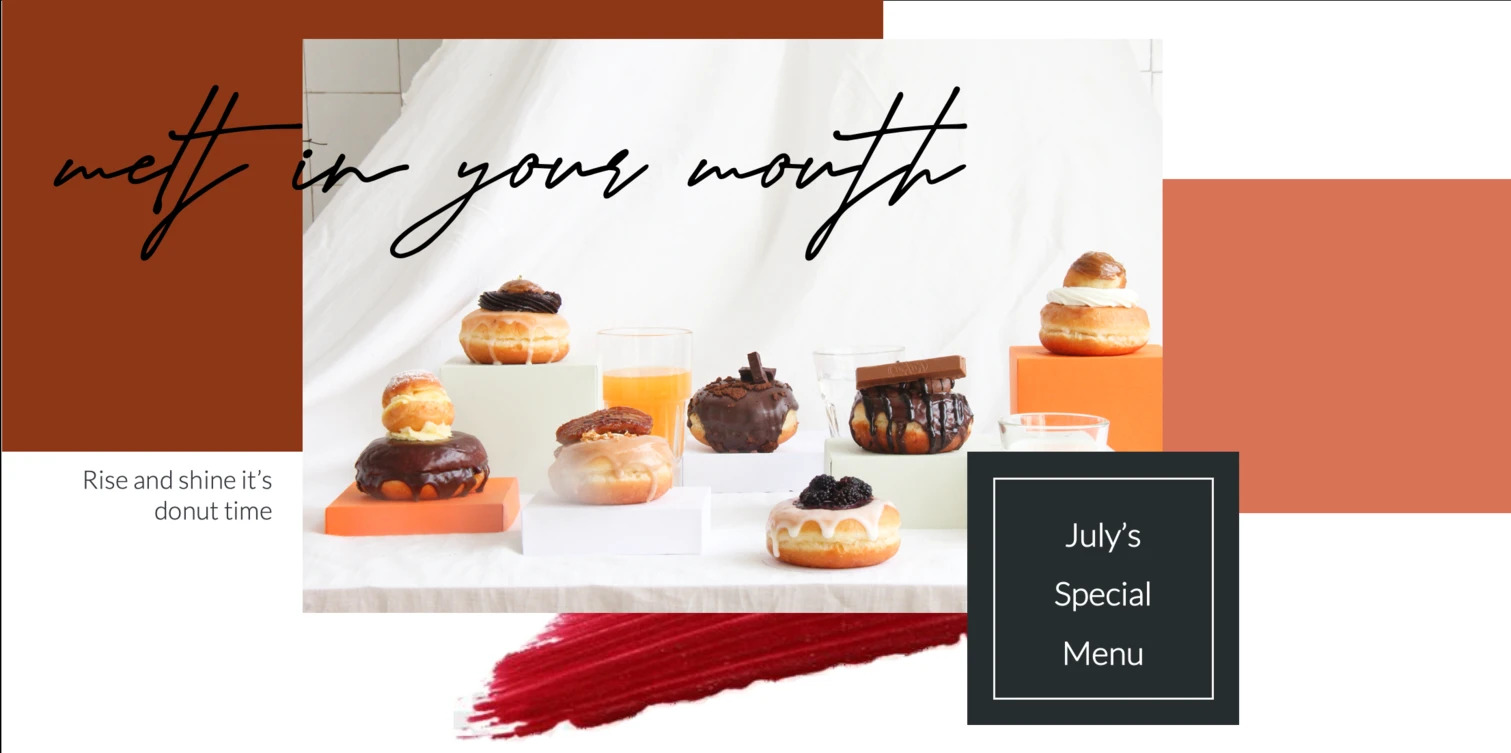 melt in your mouth
Rise and shine it's
donut time
July's
Special
Menu